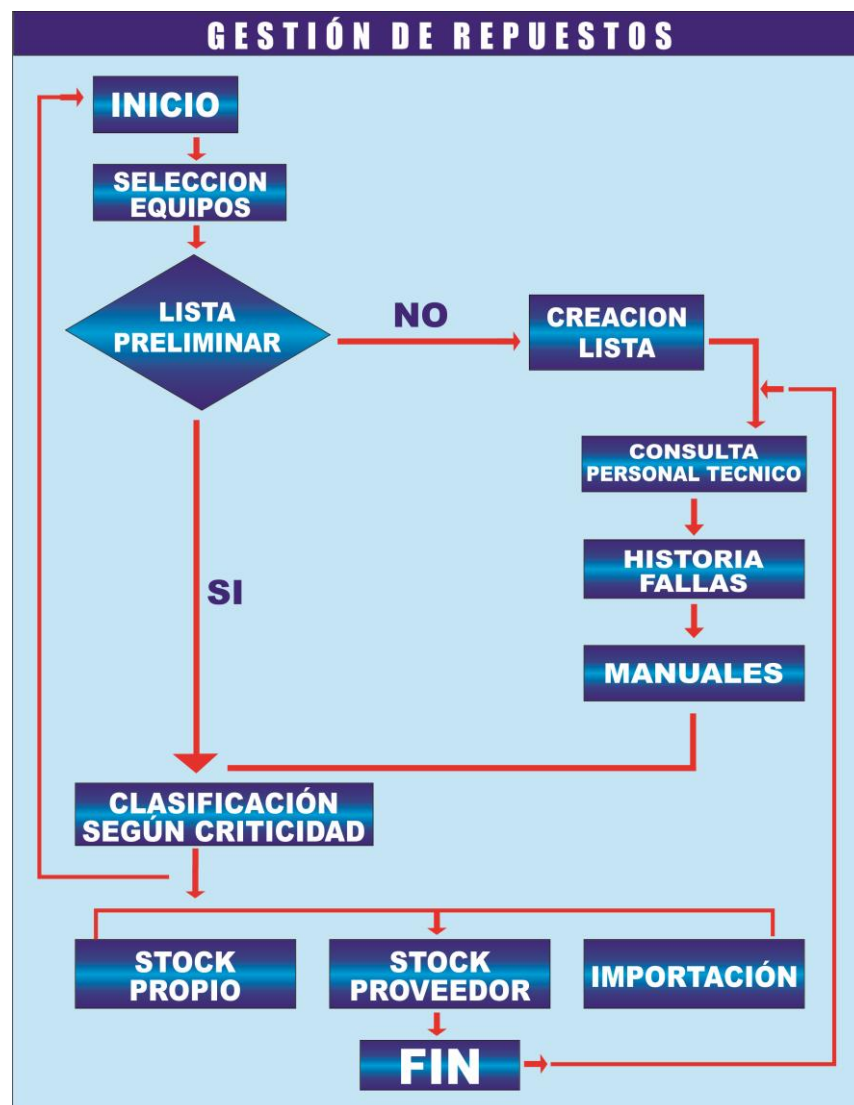 GESTIÓN DE REPUESTOS
INICIO
SELECCION
EQUIPOS
LISTA
PRELIMINAR
NO
CREACION
LISTA
CONSULTA
PERSONAL TECNICO
HISTORIA
FALLAS
SI
MANUALES
CLASIFICACIÓN
SEGÚN CRITICIDAD
STOCK
PROPIO
STOCK
PROVEEDOR
IMPORTACIÓN
FIN